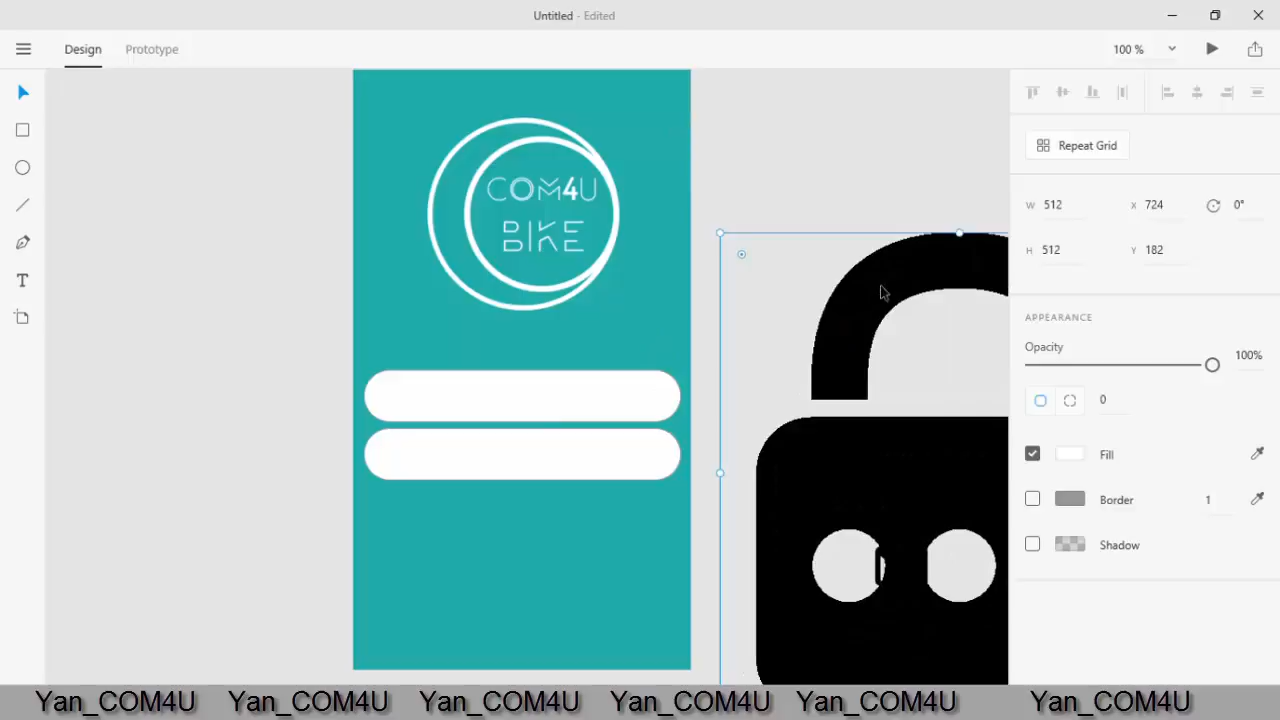 Untitled - Edited
Design Prototype 100 %
COM4U
BIKE
Repeat Grid
W 512 X 724 0°
H 512 Y 182
APPEARANCE
Opacity
100%
0
Fill
Border 1
Shadow
Yan_COM4U Yan_COM4U Yan_COM4U Yan_COM4U Yan_COM4U Yan_COM4U